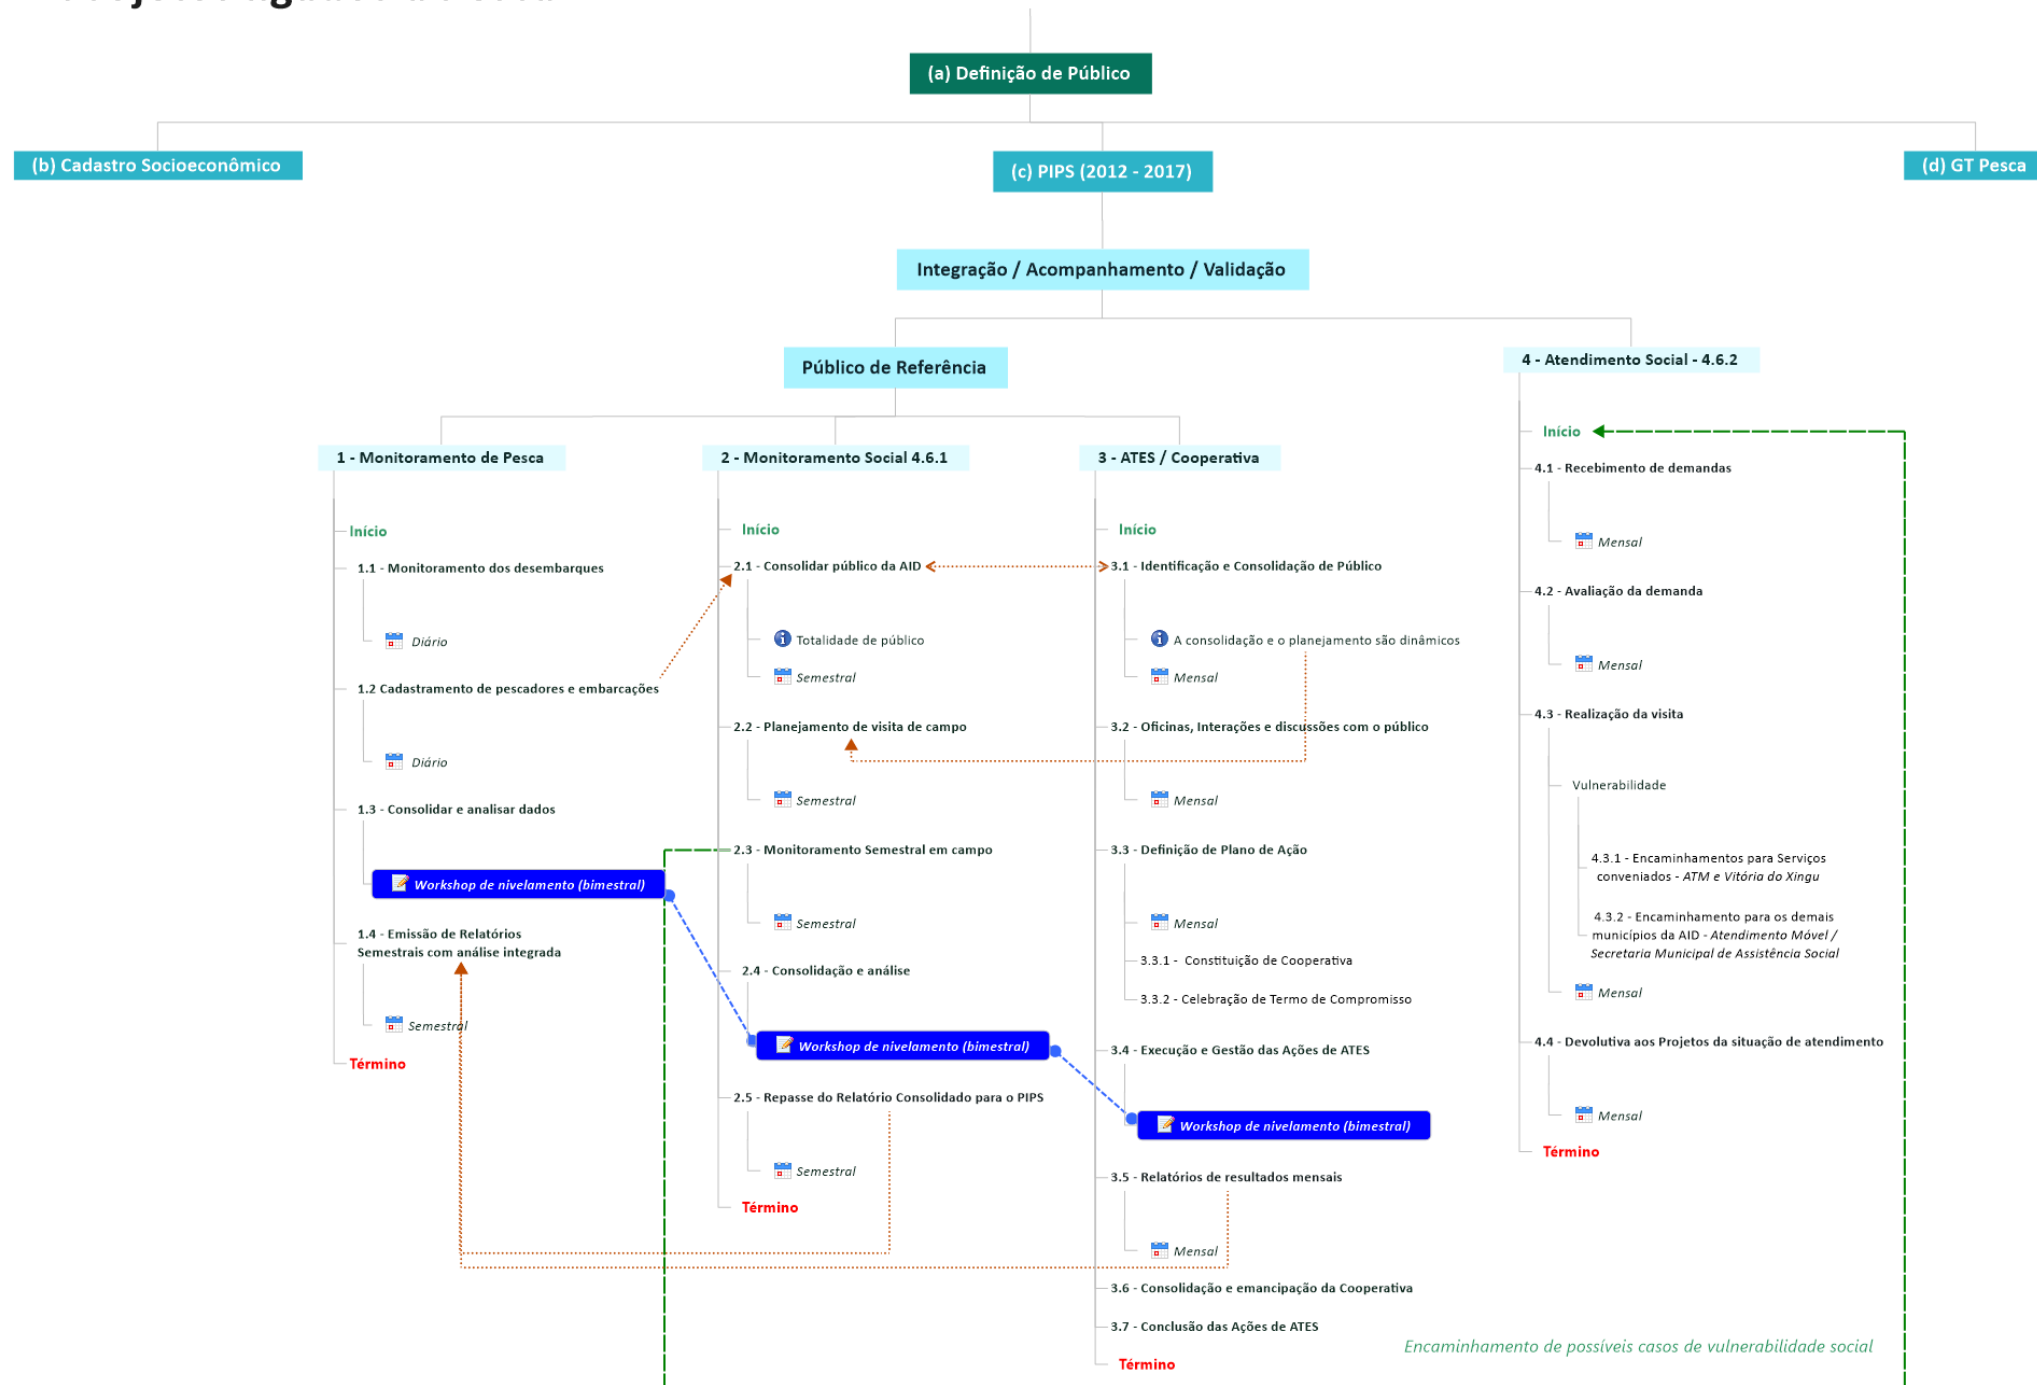 (a) Definição de Público
(b) Cadastro Socioeconômico
(c) PIPS (2012 - 2017)
(d) GT Pesca
Integração / Acompanhamento / Validação
Público de Referência
1 - Monitoramento de Pesca
Início
1.1 - Monitoramento dos desembarques
Diário
1.2 Cadastramento de pescadores e embarcações
Diário
1.3 - Consolidar e analisar dados
Workshop de nivelamento (bimestral)
1.4 - Emissão de Relatórios
Semestrais com análise integrada
Semestral
Término
2 - Monitoramento Social 4.6.1
Início
2.1 - Consolidar público da AID
Totalidade de público
Semestral
2.2 - Planejamento de visita de campo
Semestral
2.3 - Monitoramento Semestral em campo
Semestral
2.4 - Consolidação e análise
Workshop de nivelamento (bimestral)
2.5 - Repasse do Relatório Consolidado para o PIPS
Semestral
Término
3 - ATES / Cooperativa
Início
3.1 - Identificação e Consolidação de Público
A consolidação e o planejamento são dinâmicos
Mensal
3.2 - Oficinas, Interações e discussões com o público
Mensal
3.3 - Definição de Plano de Ação
Mensal
3.3.1 - Constituição de Cooperativa
3.3.2 - Celebração de Termo de Compromisso
3.4 - Execução e Gestão das Ações de ATES
Workshop de nivelamento (bimestral)
3.5 - Relatórios de resultados mensais
Mensal
3.6 - Consolidação e emancipação da Cooperativa
3.7 - Conclusão das Ações de ATES
Término
4 - Atendimento Social - 4.6.2
Início
4.1 - Recebimento de demandas
Mensal
4.2 - Avaliação da demanda
Mensal
4.3 - Realização da visita
Vulnerabilidade
4.3.1 - Encaminhamentos para Serviços
conveniados - ATM e Vitória do Xingu
4.3.2 - Encaminhamento para os demais
municípios da AID - Atendimento Móvel /
Secretaria Municipal de Assistência Social
Mensal
4.4 - Devolutiva aos Projetos da situação de atendimento
Mensal
Término
Encaminhamento de possíveis casos de vulnerabilidade social